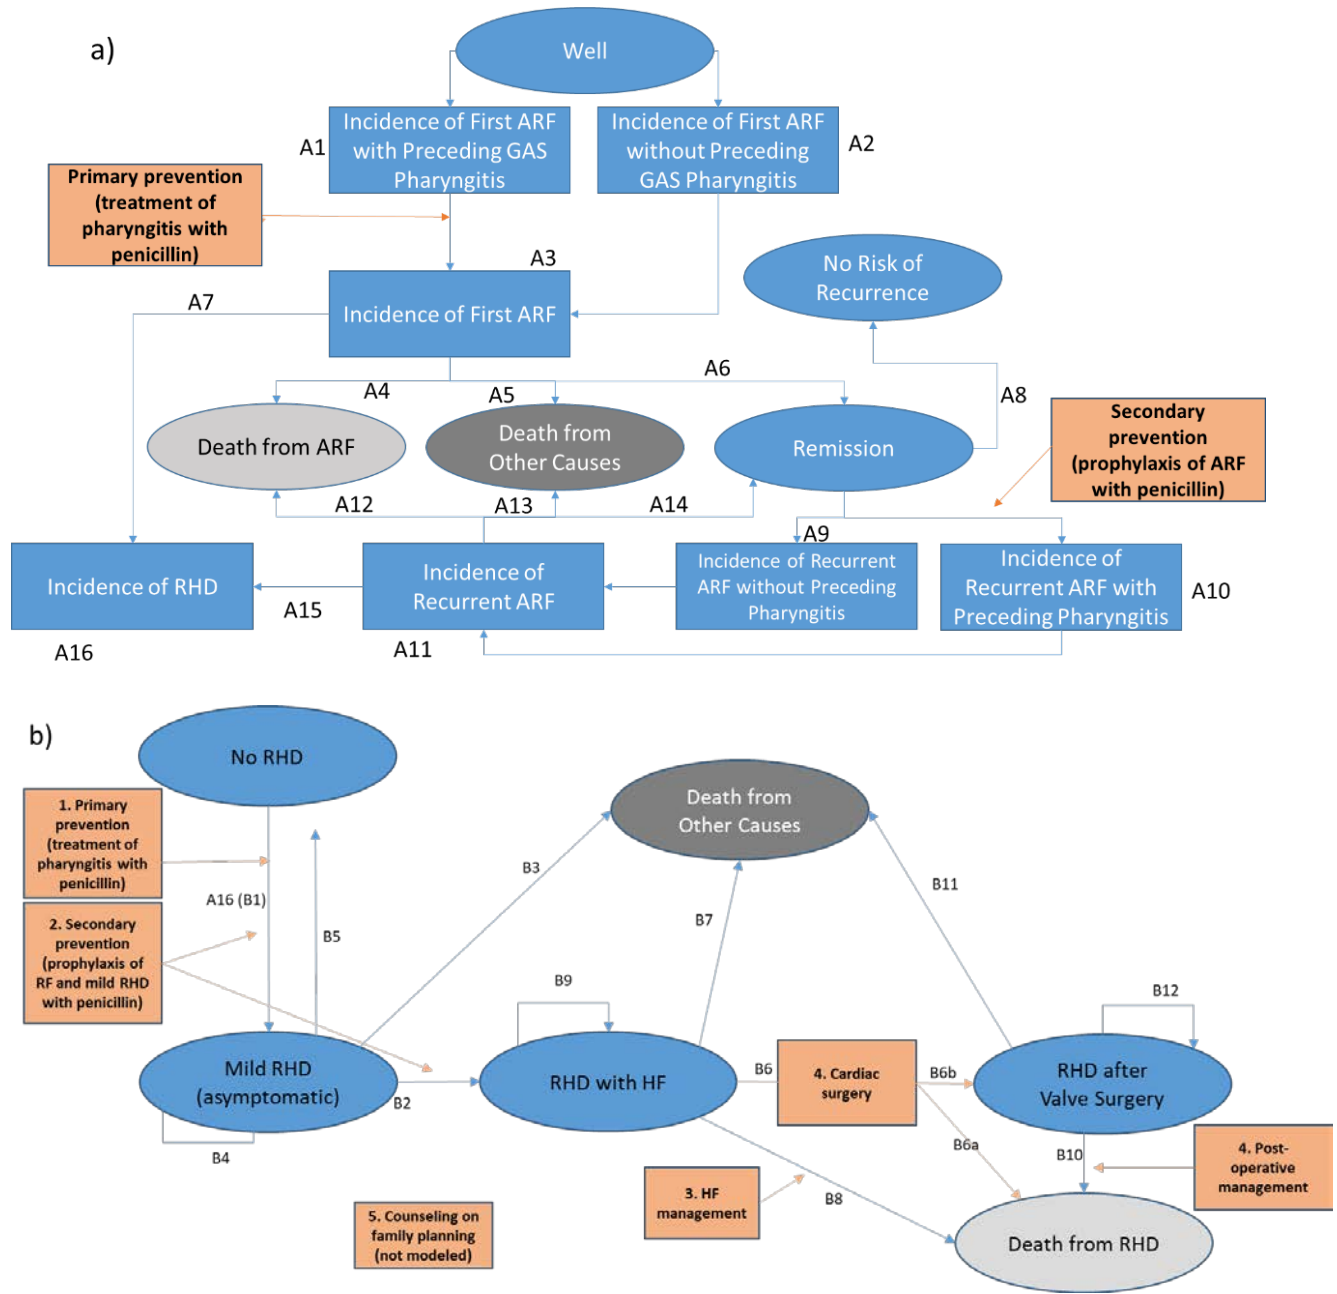 a)
Well
Incidence of First ARF
with Preceding GAS
Pharyngitis
A1
Incidence of First ARF
without Preceding
GAS Pharyngitis
A2
Primary prevention
(treatment of
pharyngitis with
penicillin)
A3
No Risk of
Recurrence
A7
Incidence of First ARF
A4
A5
A6
A8
Death from ARF
Death from
Other Causes
Remission
Secondary
prevention
(prophylaxis of ARF
with penicillin)
A12
A13
A14
A9
Incidence of RHD
A15
Incidence of
Recurrent ARF
Incidence of Recurrent
ARF without Preceding
Pharyngitis
Incidence of
Recurrent ARF with
Preceding Pharyngitis
A10
A16
A11
b)
No RHD
1. Primary
prevention
(treatment of
pharyngitis with
penicillin)
Death from
Other Causes
B3
A16 (B1)
B5
B7
B11
2. Secondary
prevention
(prophylaxis of
RF and mild RHD
with penicillin)
B9
B12
Mild RHD
(asymptomatic)
B2
RHD with HF
B6
4. Cardiac
surgery
B6b
RHD after
Valve Surgery
B4
B6a
B10
4. Post-
operative
management
3. HF
management
B8
5. Counseling on
family planning
(not modeled)
Death from RHD